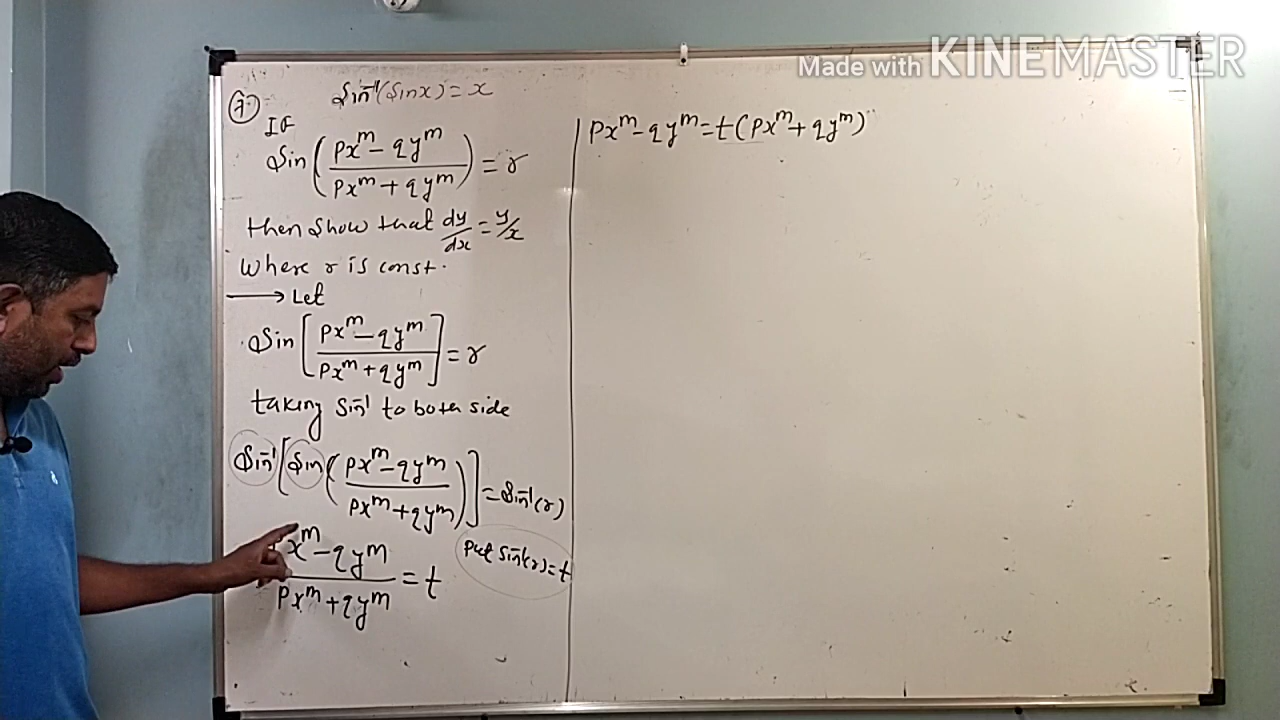 Made with KINEMASTER
7) Sin⁻¹(Sinx) = x
IF
Sin (px^m - qy^m / px^m + qy^m) = r
then show that dy/dx = y/x
where r is const.
→ Let
Sin [px^m - qy^m / px^m + qy^m] = r
taking Sin⁻¹ to both side
Sin⁻¹ [Sin (px^m - qy^m / px^m + qy^m)] = Sin⁻¹(r)
put Sin⁻¹(r) = t
x^m - qy^m / px^m + qy^m = t
px^m - qy^m = t(px^m + qy^m)